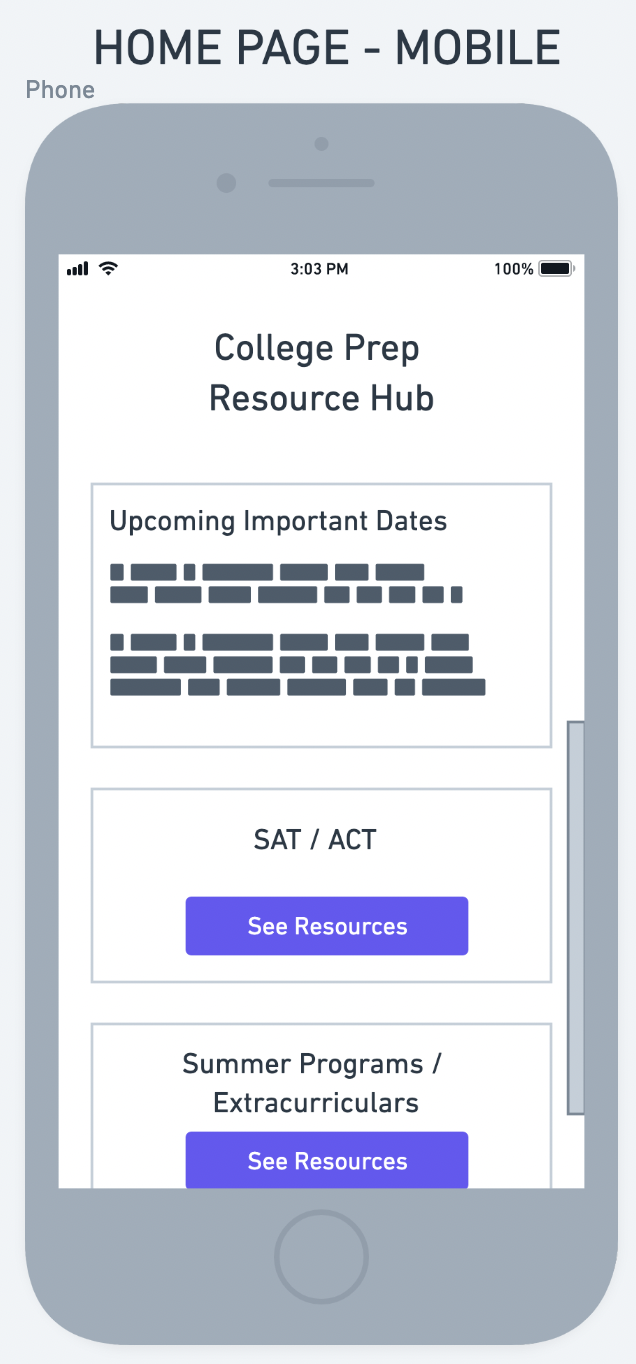 HOME PAGE - MOBILE
Phone
3:03 PM
100%
College Prep
Resource Hub
Upcoming Important Dates
SAT / ACT
See Resources
Summer Programs /
Extracurriculars
See Resources